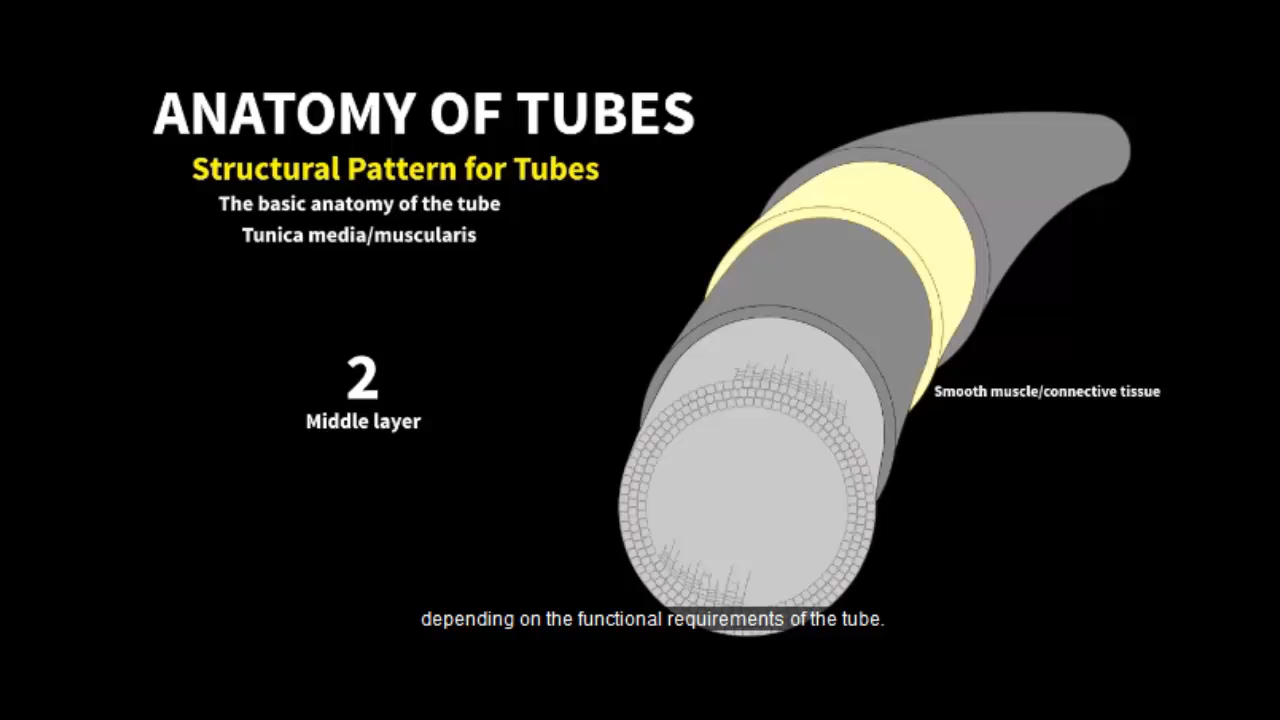 ANATOMY OF TUBES
Structural Pattern for Tubes
The basic anatomy of the tube
Tunica media/muscularis
2
Middle layer
Smooth muscle/connective tissue
depending on the functional requirements of the tube.